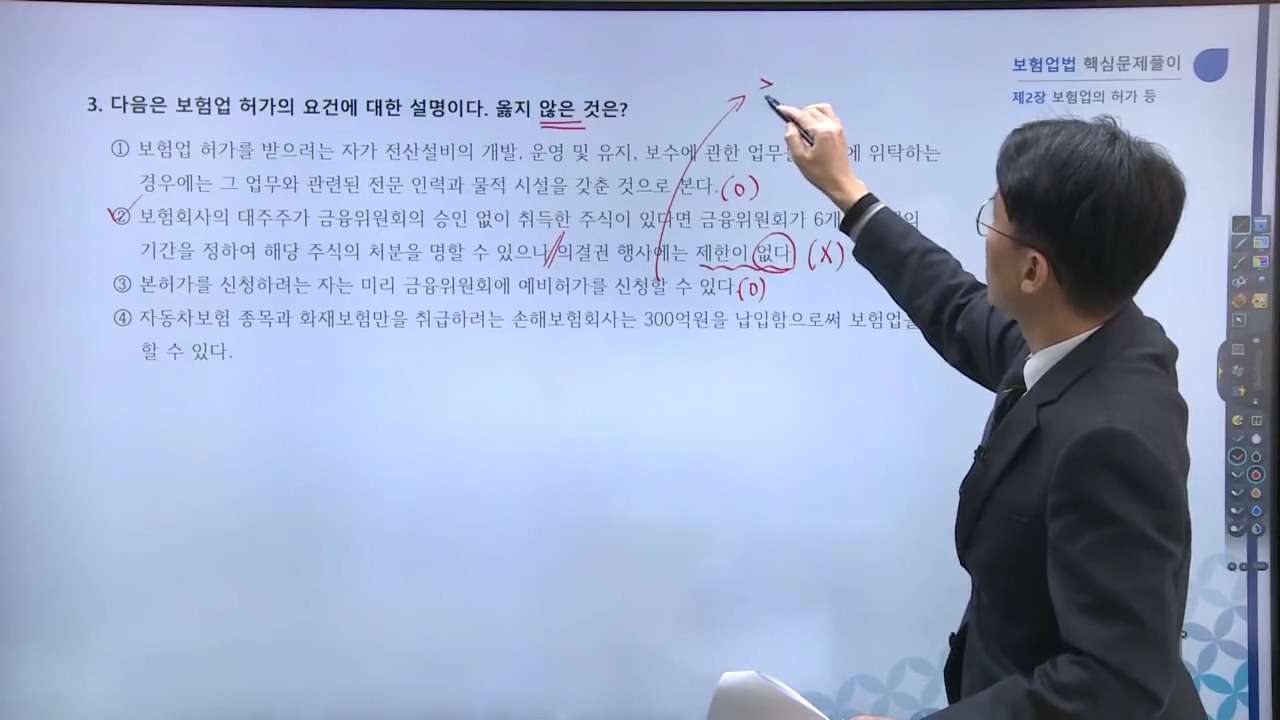 보험업법 핵심문제풀이
제2장 보험업의 허가 등
3. 다음은 보험업 허가의 요건에 대한 설명이다. 옳지 않은 것은?
① 보험업 허가를 받으려는 자가 전산설비의 개발, 운영 및 유지, 보수에 관한 업무를 에 위탁하는
경우에는 그 업무와 관련된 전문 인력과 물적 시설을 갖춘 것으로 본다. (O)
② 보험회사의 대주주가 금융위원회의 승인 없이 취득한 주식이 있다면 금융위원회가 6개
기간을 정하여 해당 주식의 처분을 명할 수 있으나 의결권 행사에는 제한이 없다 (X)
③ 본허가를 신청하려는 자는 미리 금융위원회에 예비허가를 신청할 수 있다. (O)
④ 자동차보험 종목과 화재보험만을 취급하려는 손해보험회사는 300억원을 납입함으로써 보험업을
할 수 있다.